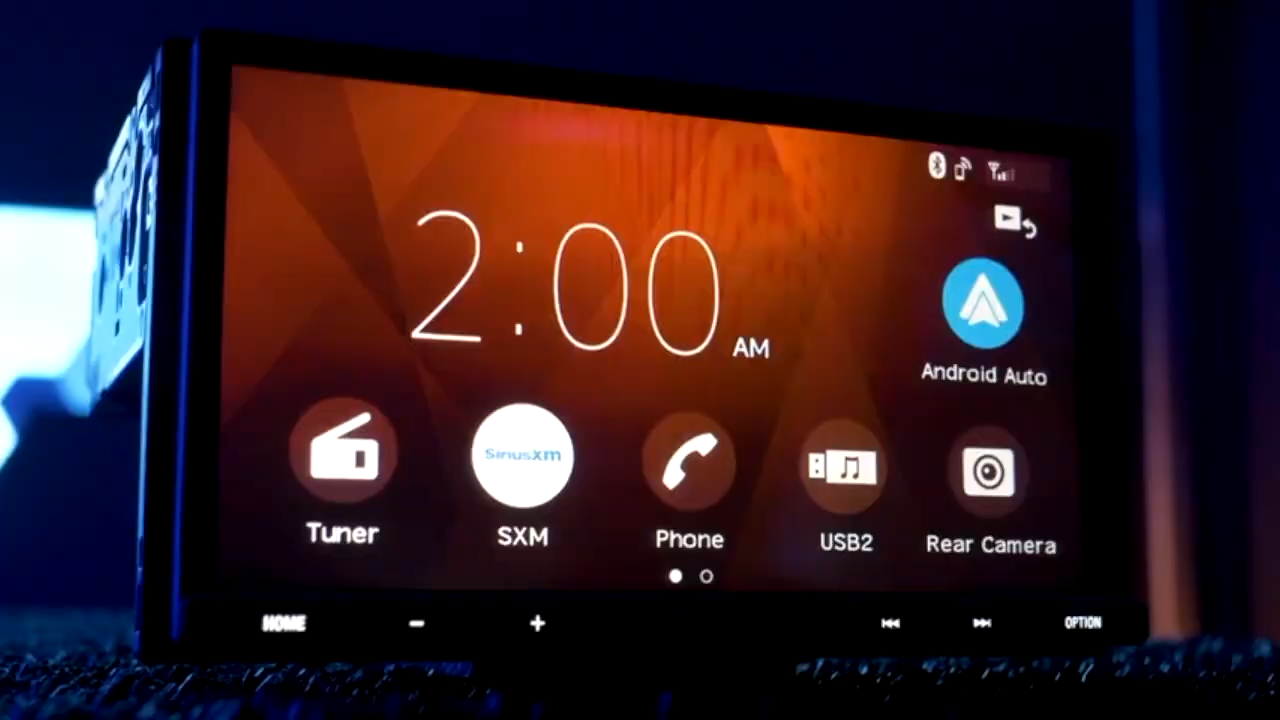 2:00 AM
Android Auto
SiriusXM
Tuner
SXM
Phone
USB2
Rear Camera
HOME
OPTION